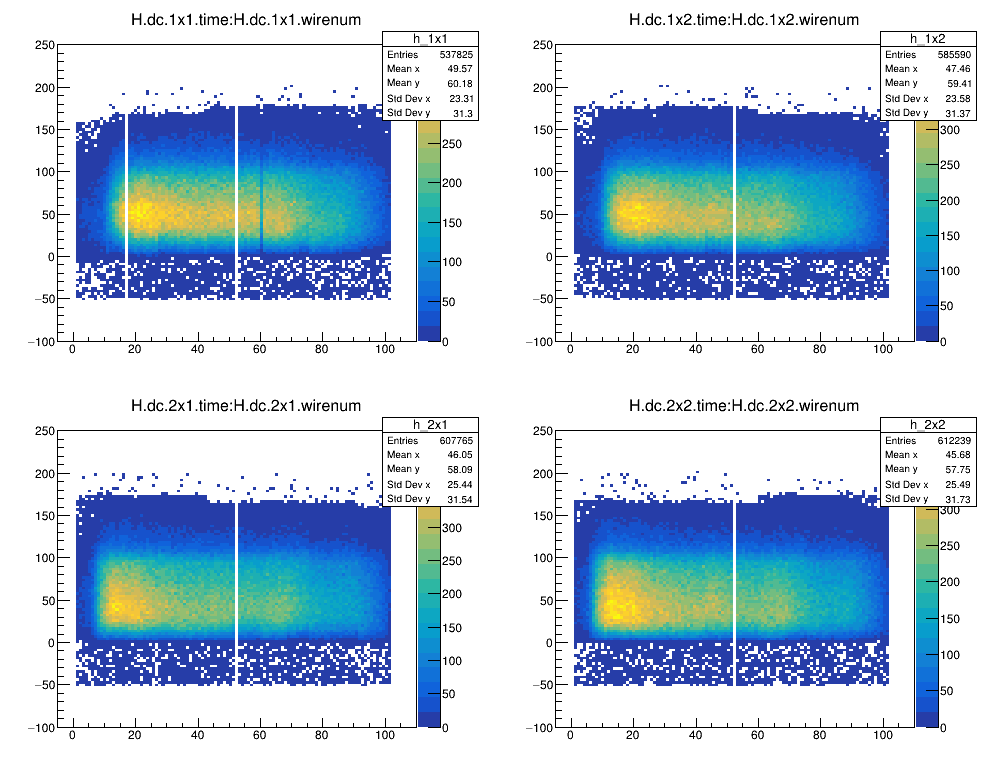 H.dc.1x1.time:H.dc.1x1.wirenum
h_1x1
Entries 537825
Mean x 49.57
Mean y 60.18
Std Dev x 23.31
Std Dev y 31.3
250
200
150
100
50
0
−50
−100
0 20 40 60 80 100
250
200
150
100
50
0
H.dc.1x2.time:H.dc.1x2.wirenum
h_1x2
Entries 585590
Mean x 47.46
Mean y 59.41
Std Dev x 23.58
Std Dev y 31.37
250
200
150
100
50
0
−50
−100
0 20 40 60 80 100
300
250
200
150
100
50
0
H.dc.2x1.time:H.dc.2x1.wirenum
h_2x1
Entries 607765
Mean x 46.05
Mean y 58.09
Std Dev x 25.44
Std Dev y 31.54
250
200
150
100
50
0
−50
−100
0 20 40 60 80 100
300
250
200
150
100
50
0
H.dc.2x2.time:H.dc.2x2.wirenum
h_2x2
Entries 612239
Mean x 45.68
Mean y 57.75
Std Dev x 25.49
Std Dev y 31.73
250
200
150
100
50
0
−50
−100
0 20 40 60 80 100
300
250
200
150
100
50
0